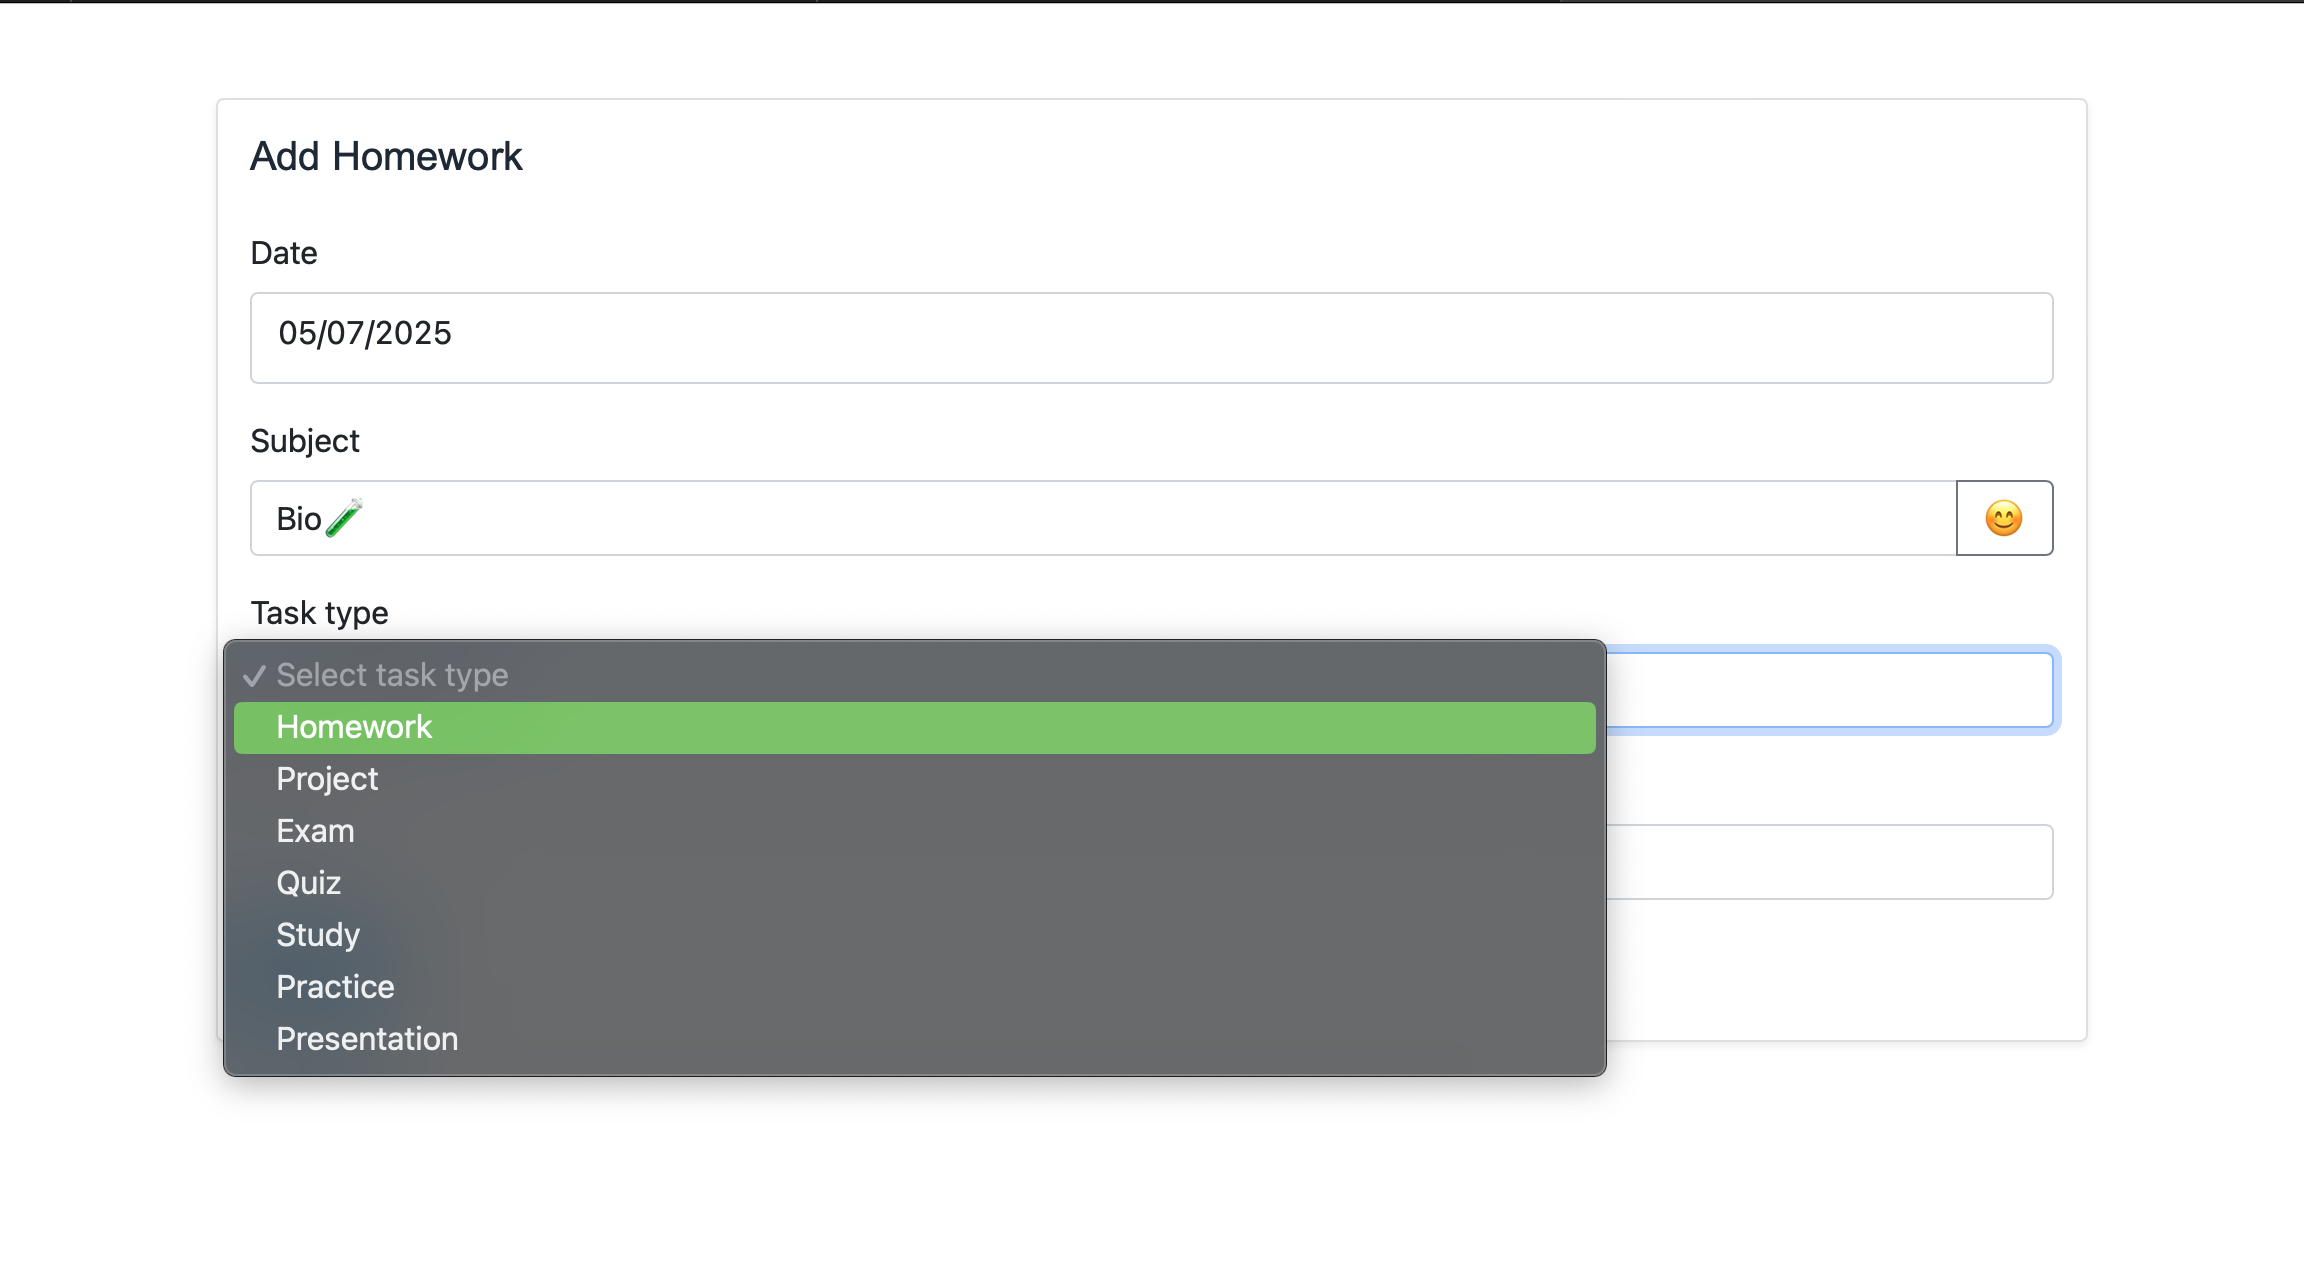 Add Homework
Date
05/07/2025
Subject
Bio🧪
😊
Task type
✓ Select task type
Homework
Project
Exam
Quiz
Study
Practice
Presentation